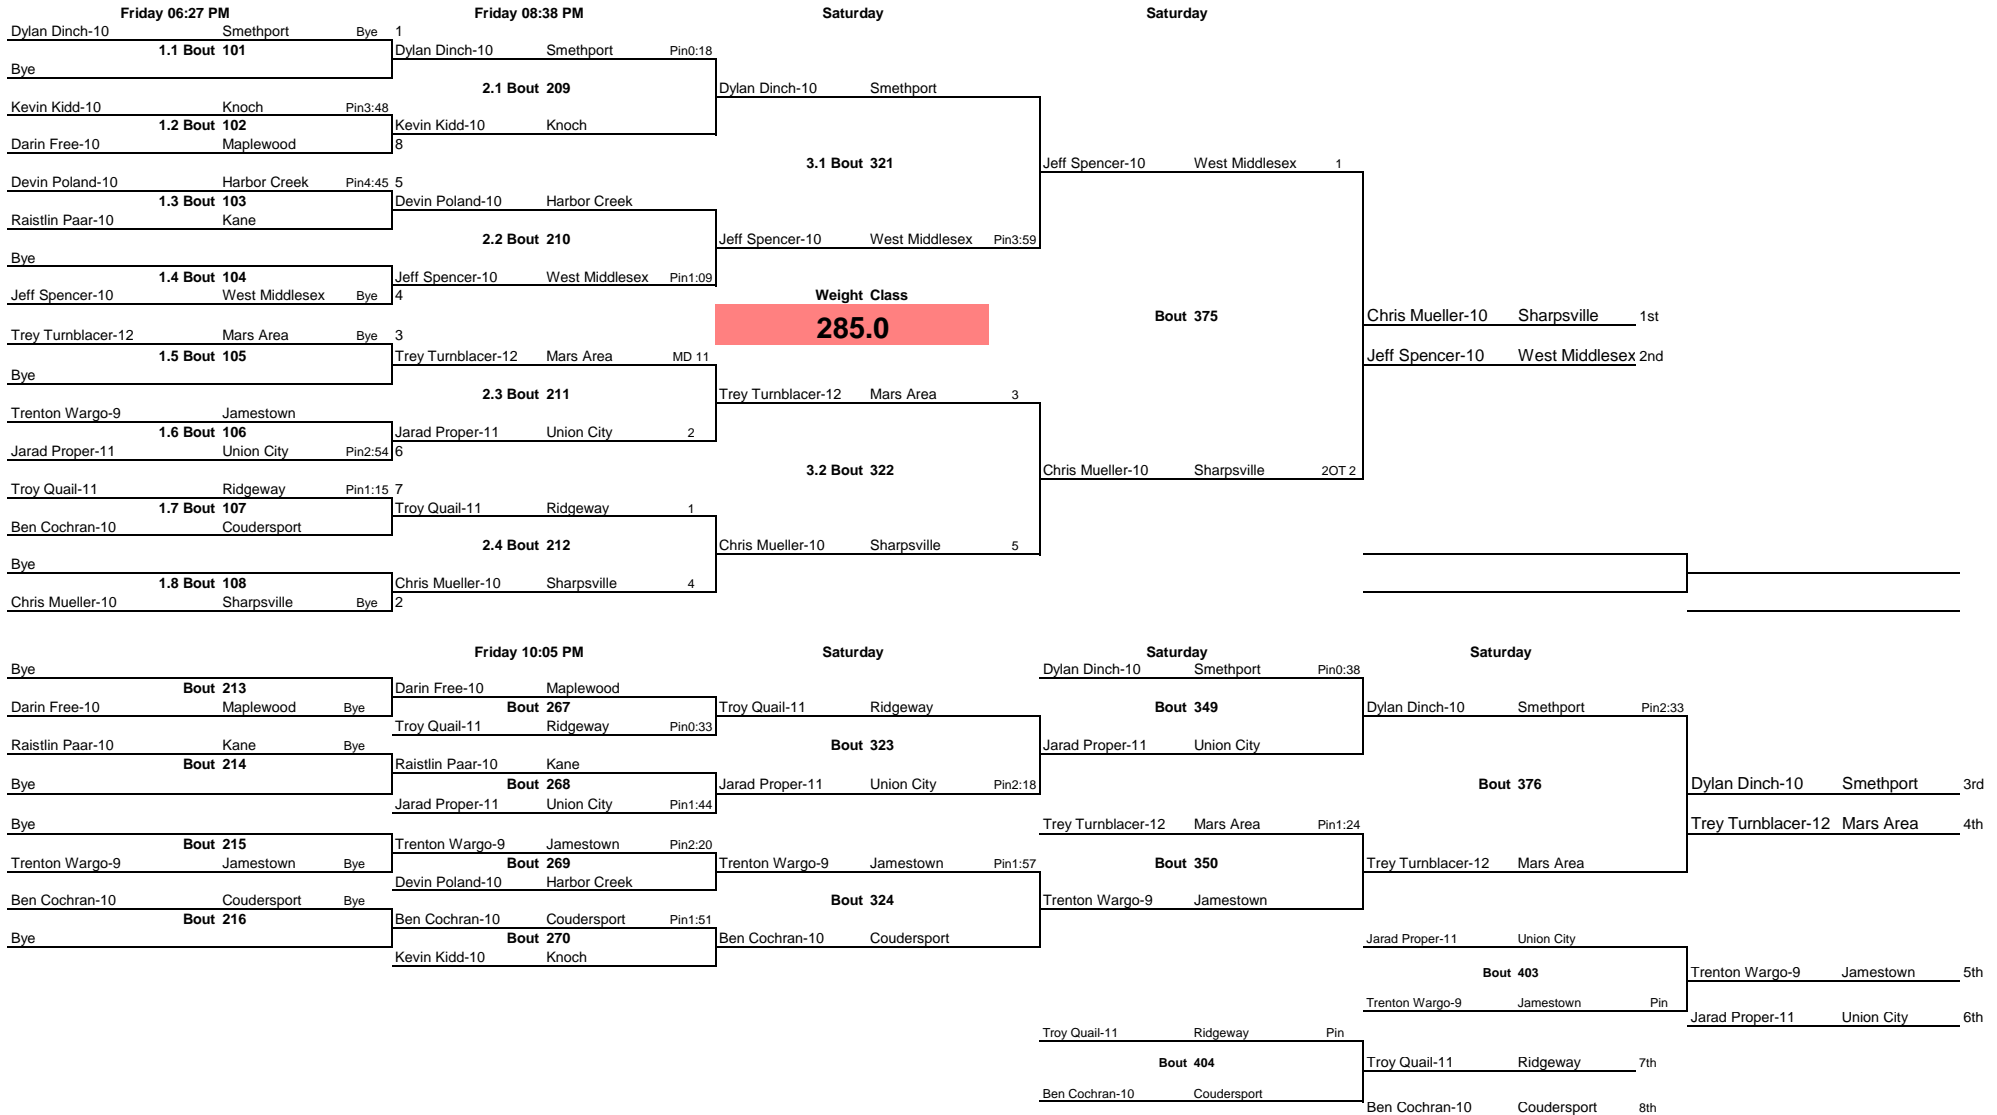 Friday 06:27 PM Friday 08:38 PM Saturday Saturday
Dylan Dinch-10 Smethport Bye 1
1.1 Bout 101 Dylan Dinch-10 Smethport Pin0:18
Bye
2.1 Bout 209 Dylan Dinch-10 Smethport
Kevin Kidd-10 Knoch Pin3:48
1.2 Bout 102 Kevin Kidd-10 Knoch
Darin Free-10 Maplewood 8
3.1 Bout 321 Jeff Spencer-10 West Middlesex 1
Devin Poland-10 Harbor Creek Pin4:45 5
1.3 Bout 103 Devin Poland-10 Harbor Creek
Raistlin Paar-10 Kane
2.2 Bout 210 Jeff Spencer-10 West Middlesex Pin3:59
Bye
1.4 Bout 104 Jeff Spencer-10 West Middlesex Pin1:09
Jeff Spencer-10 West Middlesex Bye 4 Weight Class
285.0 Bout 375 Chris Mueller-10 Sharpsville 1st
Trey Turnblacer-12 Mars Area Bye 3
1.5 Bout 105 Trey Turnblacer-12 Mars Area MD 11 Jeff Spencer-10 West Middlesex 2nd
Bye
2.3 Bout 211 Trey Turnblacer-12 Mars Area 3
Trenton Wargo-9 Jamestown
1.6 Bout 106 Jarad Proper-11 Union City 2
Jarad Proper-11 Union City Pin2:54 6
3.2 Bout 322 Chris Mueller-10 Sharpsville 2OT 2
Troy Quail-11 Ridgeway Pin1:15 7
1.7 Bout 107 Troy Quail-11 Ridgeway 1
Ben Cochran-10 Coudersport
2.4 Bout 212 Chris Mueller-10 Sharpsville 5
Bye
1.8 Bout 108 Chris Mueller-10 Sharpsville 4
Chris Mueller-10 Sharpsville Bye 2
Friday 10:05 PM Saturday Saturday Saturday
Bye Dylan Dinch-10 Smethport Pin0:38
Bout 213 Darin Free-10 Maplewood
Darin Free-10 Maplewood Bye Bout 267 Troy Quail-11 Ridgeway Bout 349 Dylan Dinch-10 Smethport Pin2:33
Troy Quail-11 Ridgeway Pin0:33
Raistlin Paar-10 Kane Bye Bout 323 Jarad Proper-11 Union City
Bout 214 Raistlin Paar-10 Kane
Bye Bout 268 Jarad Proper-11 Union City Pin2:18 Bout 376 Dylan Dinch-10 Smethport 3rd
Jarad Proper-11 Union City Pin1:44
Bye Trey Turnblacer-12 Mars Area Pin1:24 Trey Turnblacer-12 Mars Area 4th
Bout 215 Trenton Wargo-9 Jamestown Pin2:20
Trenton Wargo-9 Jamestown Bye Bout 269 Trenton Wargo-9 Jamestown Pin1:57 Bout 350 Trey Turnblacer-12 Mars Area
Devin Poland-10 Harbor Creek
Ben Cochran-10 Coudersport Bye Bout 324 Trenton Wargo-9 Jamestown
Bout 216 Ben Cochran-10 Coudersport Pin1:51
Bye Bout 270 Ben Cochran-10 Coudersport Jarad Proper-11 Union City
Kevin Kidd-10 Knoch
Bout 403 Trenton Wargo-9 Jamestown 5th
Trenton Wargo-9 Jamestown Pin
Jarad Proper-11 Union City 6th
Troy Quail-11 Ridgeway Pin
Bout 404 Troy Quail-11 Ridgeway 7th
Ben Cochran-10 Coudersport
Ben Cochran-10 Coudersport 8th